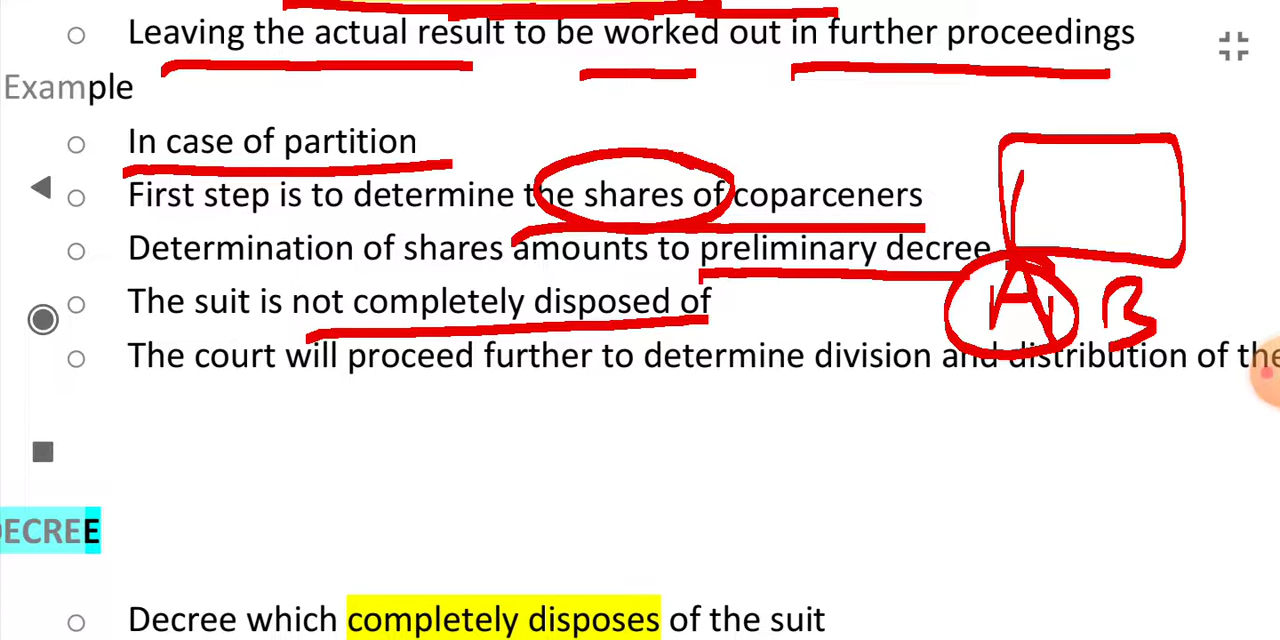 Leaving the actual result to be worked out in further proceedings
Example
In case of partition
First step is to determine the shares of coparceners
Determination of shares amounts to preliminary decree
The suit is not completely disposed of
A B
The court will proceed further to determine division and distribution of the
DECREE
Decree which completely disposes of the suit